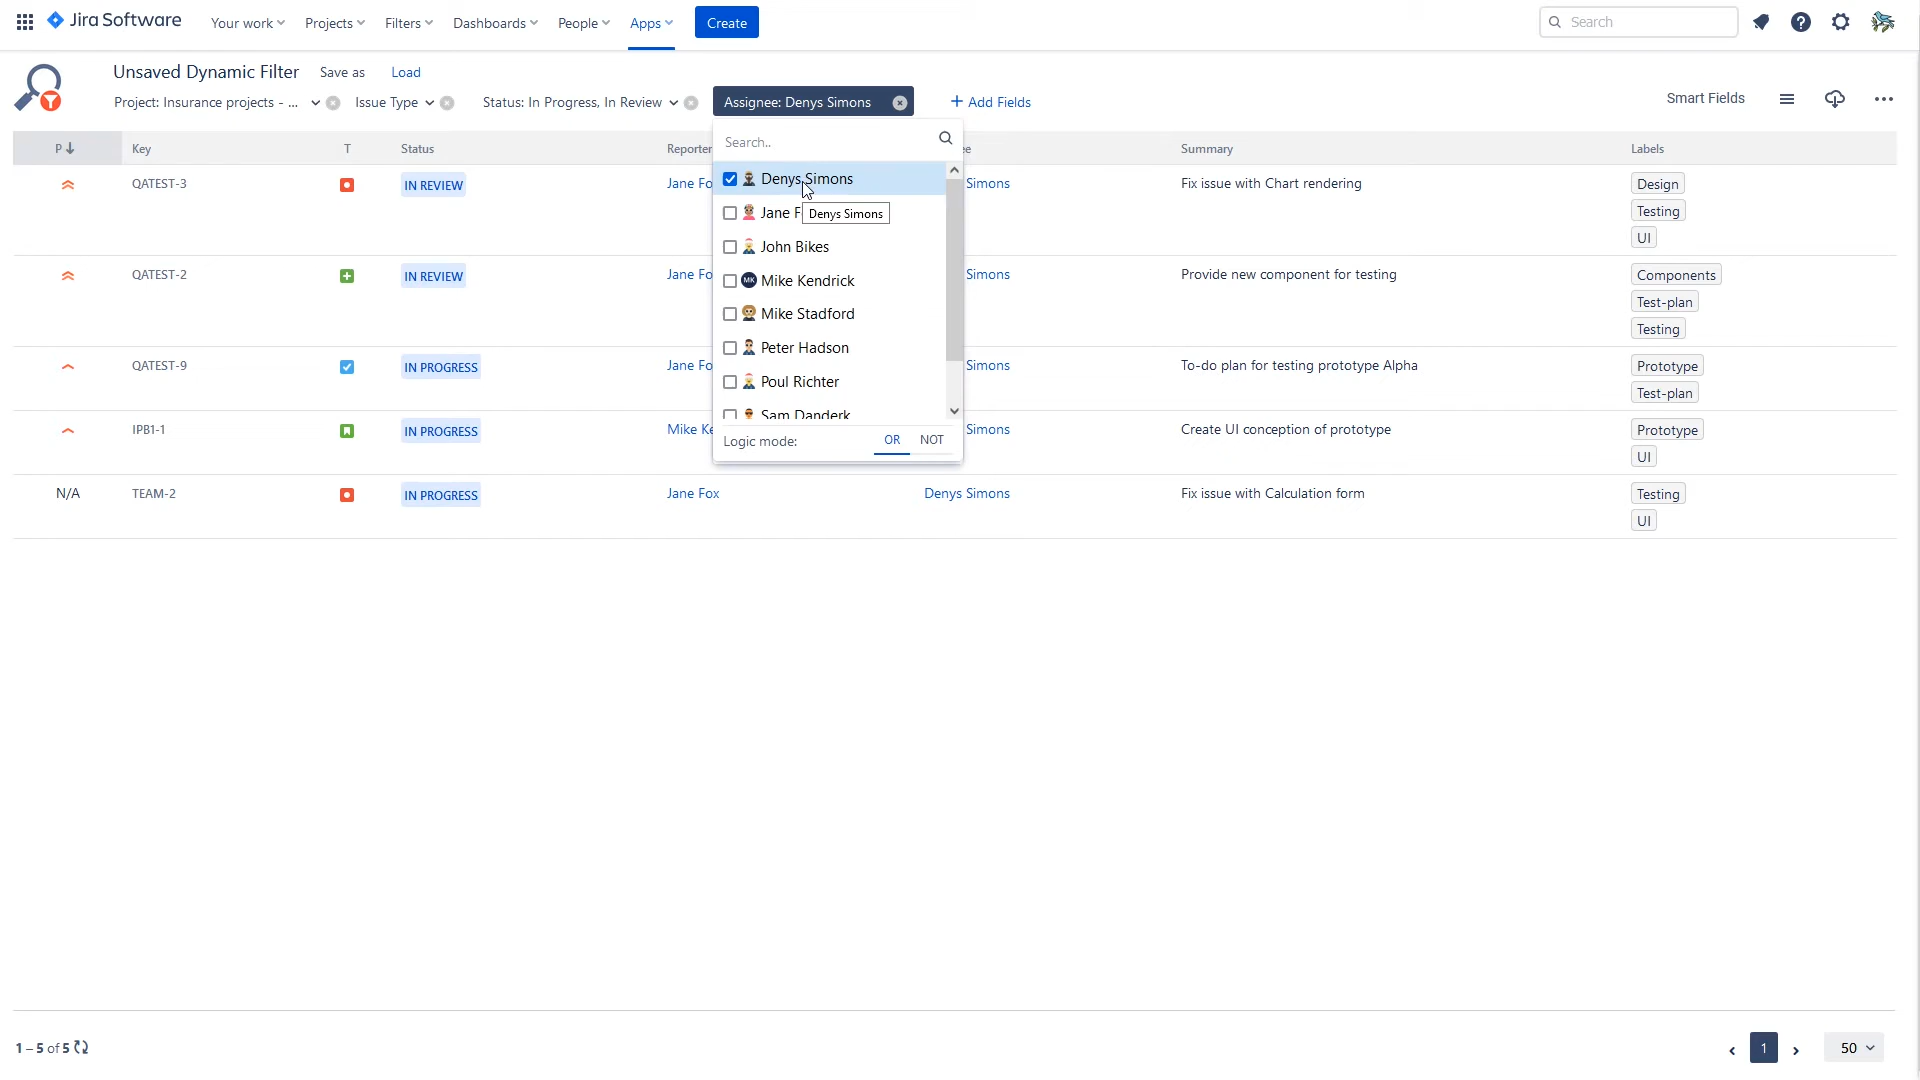 Jira Software Your work Projects Filters Dashboards People Apps Create Search
Unsaved Dynamic Filter Save as Load
Project: Insurance projects - ... Issue Type Status: In Progress, In Review Assignee: Denys Simons + Add Fields Smart Fields
Search..
P Key T Status Reporter ee Summary Labels
Denys Simons
QATEST-3 IN REVIEW Jane Fo Simons Fix issue with Chart rendering Design
Jane F Denys Simons Testing
UI
John Bikes
QATEST-2 IN REVIEW Jane Fo Simons Provide new component for testing Components
MK Mike Kendrick
Test-plan
Mike Stadford
Testing
Peter Hadson
QATEST-9 IN PROGRESS Jane Fo Simons To-do plan for testing prototype Alpha Prototype
Poul Richter
Test-plan
Sam Danderk
IPB1-1 IN PROGRESS Mike Ke Simons Create UI conception of prototype Prototype
Logic mode: OR NOT
UI
N/A TEAM-2 IN PROGRESS Jane Fox Denys Simons Fix issue with Calculation form Testing
UI
1 – 5 of 5 1 50